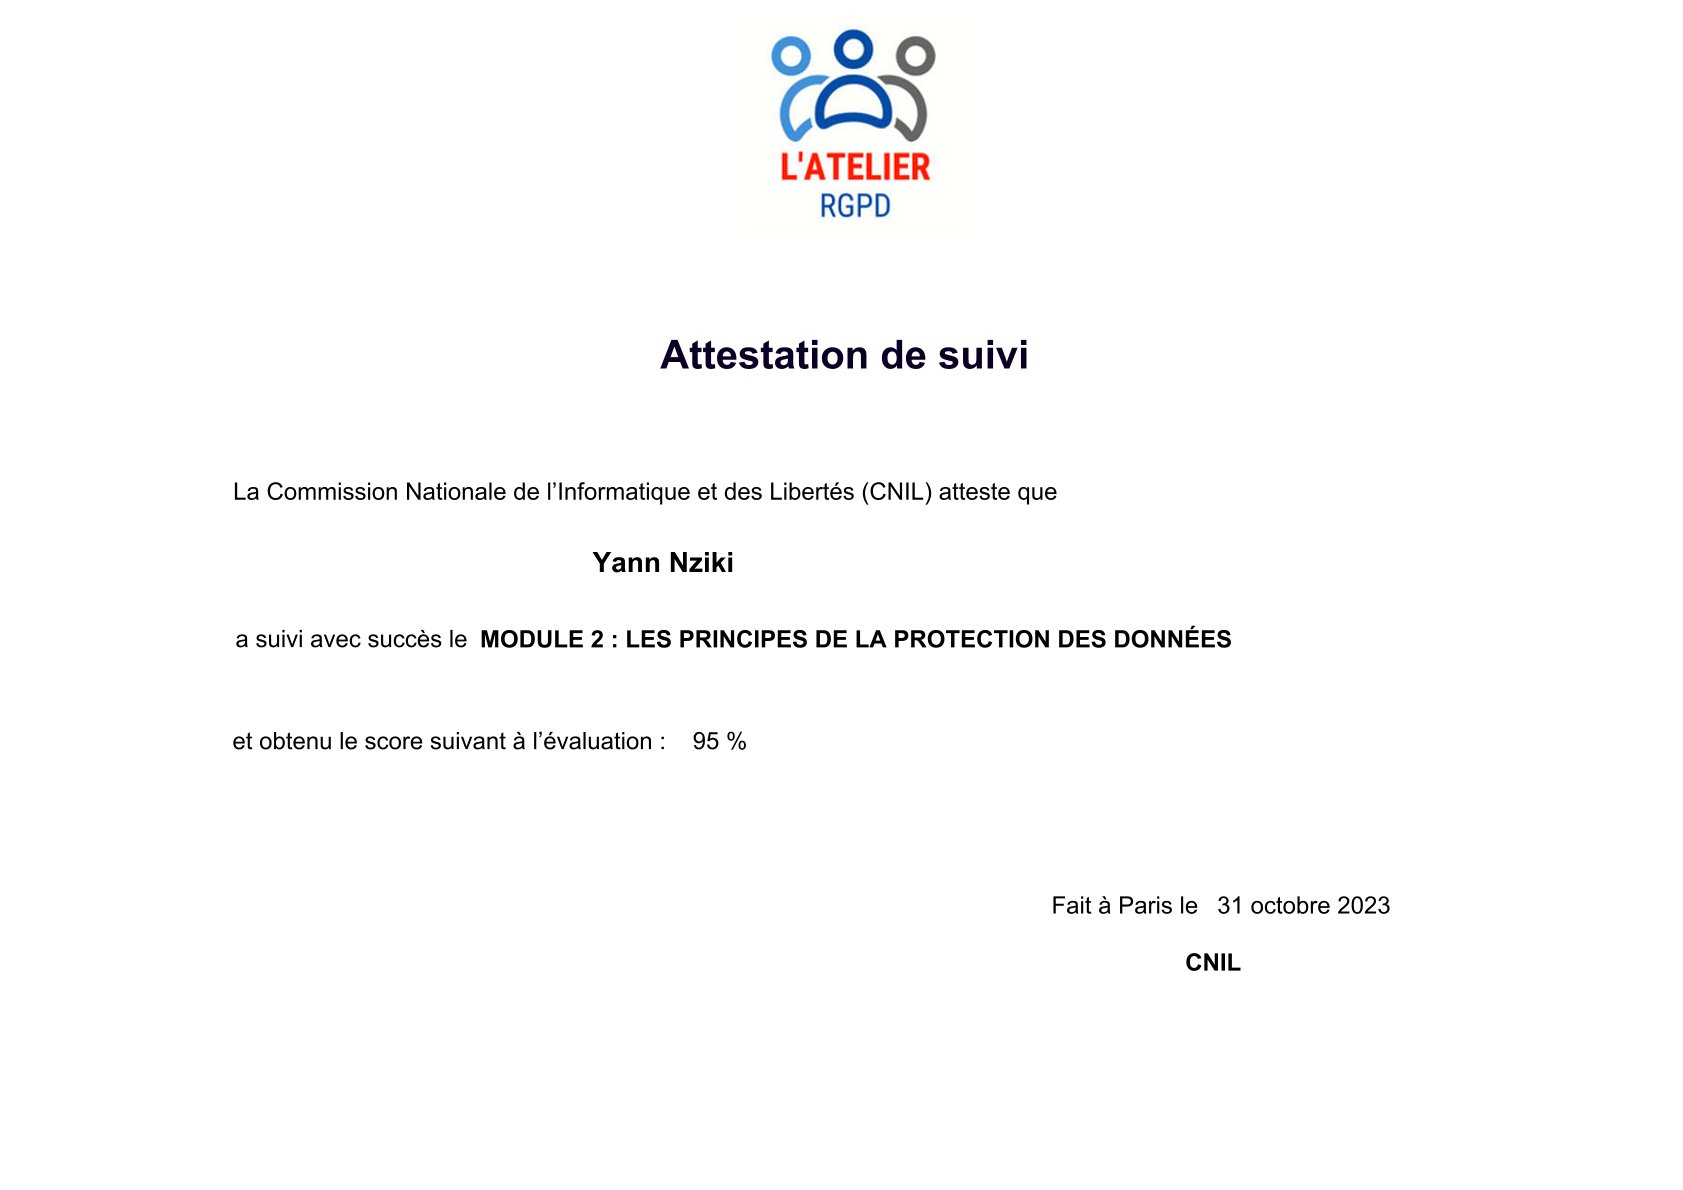 L'ATELIER
RGPD
Attestation de suivi
La Commission Nationale de l’Informatique et des Libertés (CNIL) atteste que
Yann Nziki
a suivi avec succès le MODULE 2 : LES PRINCIPES DE LA PROTECTION DES DONNÉES
et obtenu le score suivant à l’évaluation : 95 %
Fait à Paris le 31 octobre 2023
CNIL